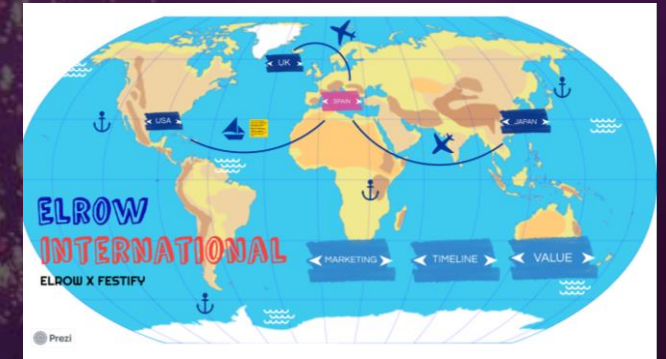 UK
SPAIN
USA
JAPAN
ELROW
INTERNATIONAL
ELROW X FESTIFY
MARKETING
TIMELINE
VALUE
Prezi